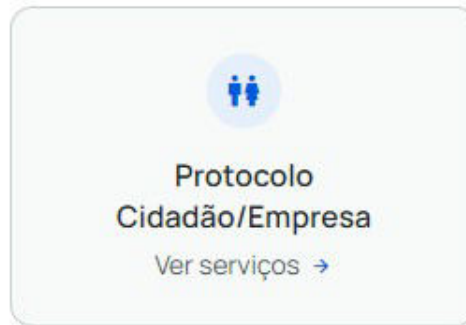 Protocolo
Cidadão/Empresa
Ver serviços →